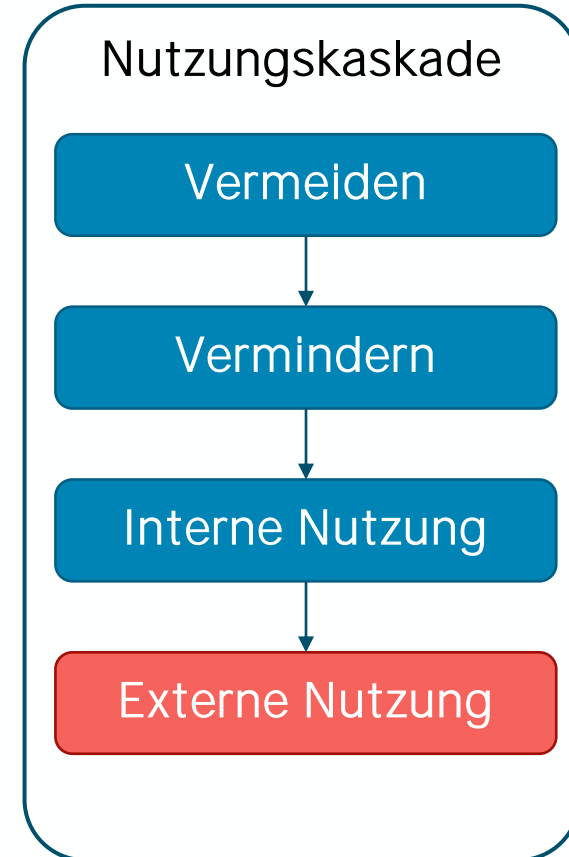 Nutzungskaskade
Vermeiden
Vermindern
Interne Nutzung
Externe Nutzung